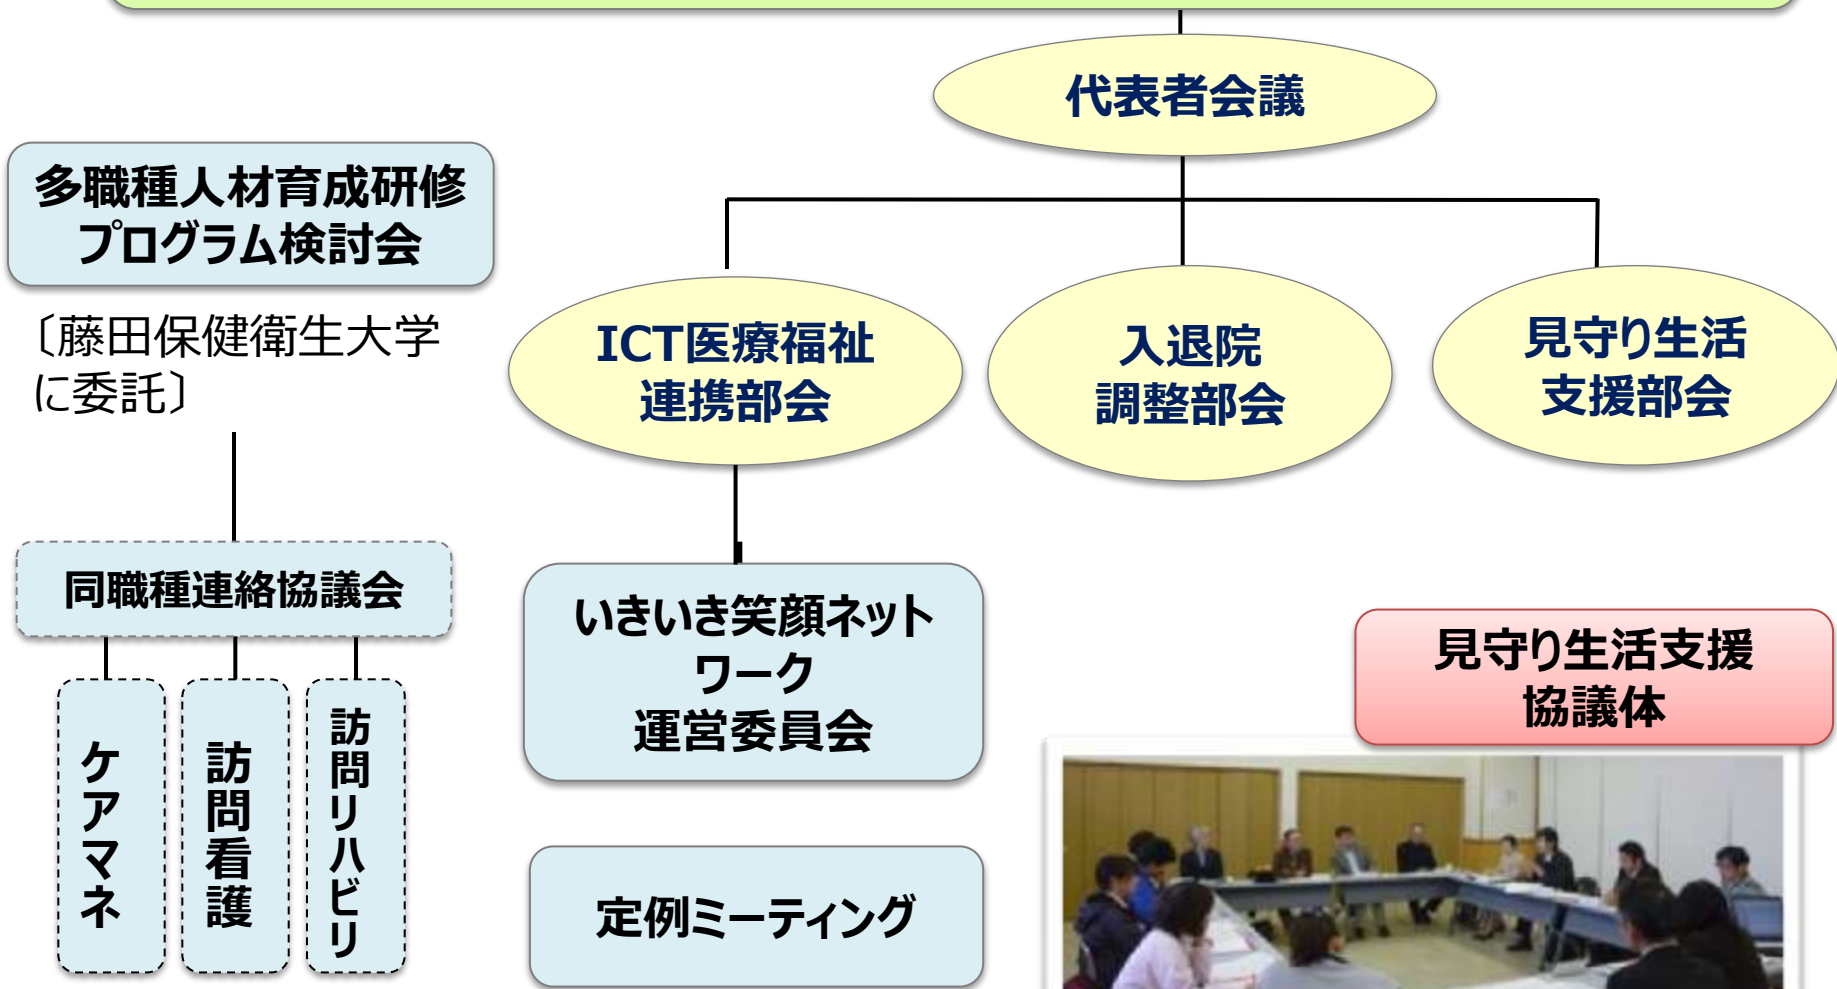 代表者会議
多職種人材育成研修
プログラム検討会
〔藤田保健衛生大学
に委託〕
ICT医療福祉
連携部会
入退院
調整部会
見守り生活
支援部会
同職種連絡協議会
ケアマネ
訪問看護
訪問リハビリ
いきいき笑顔ネット
ワーク
運営委員会
定例ミーティング
見守り生活支援
協議体